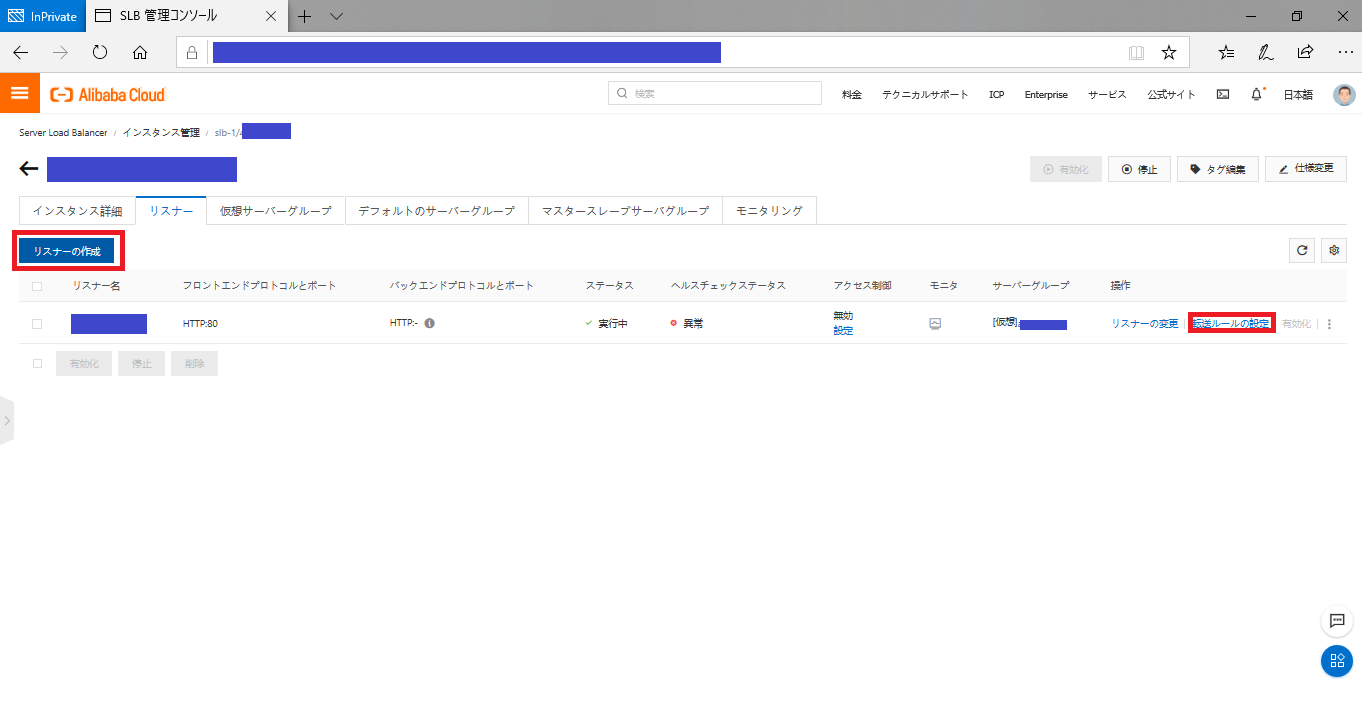 InPrivate
SLB 管理コンソール
Alibaba Cloud
検索
料金
テクニカルサポート
ICP
Enterprise
サービス
公式サイト
日本語
Server Load Balancer / インスタンス管理 / slb-1/
有効化
停止
タグ編集
仕様変更
インスタンス詳細
リスナー
仮想サーバーグループ
デフォルトのサーバーグループ
マスタースレーブサーバグループ
モニタリング
リスナーの作成
リスナー名
フロントエンドプロトコルとポート
バックエンドプロトコルとポート
ステータス
ヘルスチェックステータス
アクセス制御
モニタ
サーバーグループ
操作
HTTP:80
HTTP:-
実行中
異常
無効
設定
[仮想]
リスナーの変更
転送ルールの設定
有効化
有効化
停止
削除